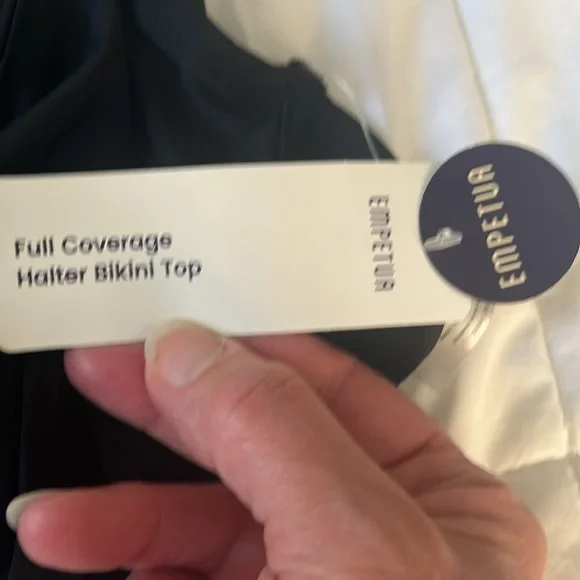 Full Coverage
Halter Bikini Top
EMPETUA
EMPETUA